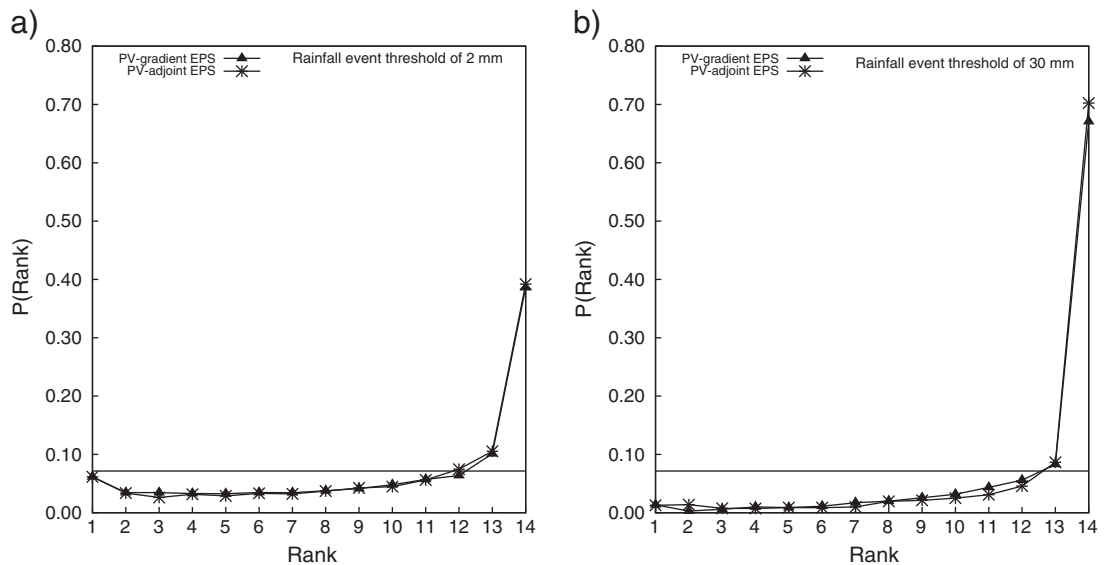 a)
PV-gradient EPS
PV-adjoint EPS
Rainfall event threshold of 2 mm
0.80
0.70
0.60
0.50
0.40
0.30
0.20
0.10
0.00
P(Rank)
1 2 3 4 5 6 7 8 9 10 11 12 13 14
Rank
b)
PV-gradient EPS
PV-adjoint EPS
Rainfall event threshold of 30 mm
0.80
0.70
0.60
0.50
0.40
0.30
0.20
0.10
0.00
P(Rank)
1 2 3 4 5 6 7 8 9 10 11 12 13 14
Rank